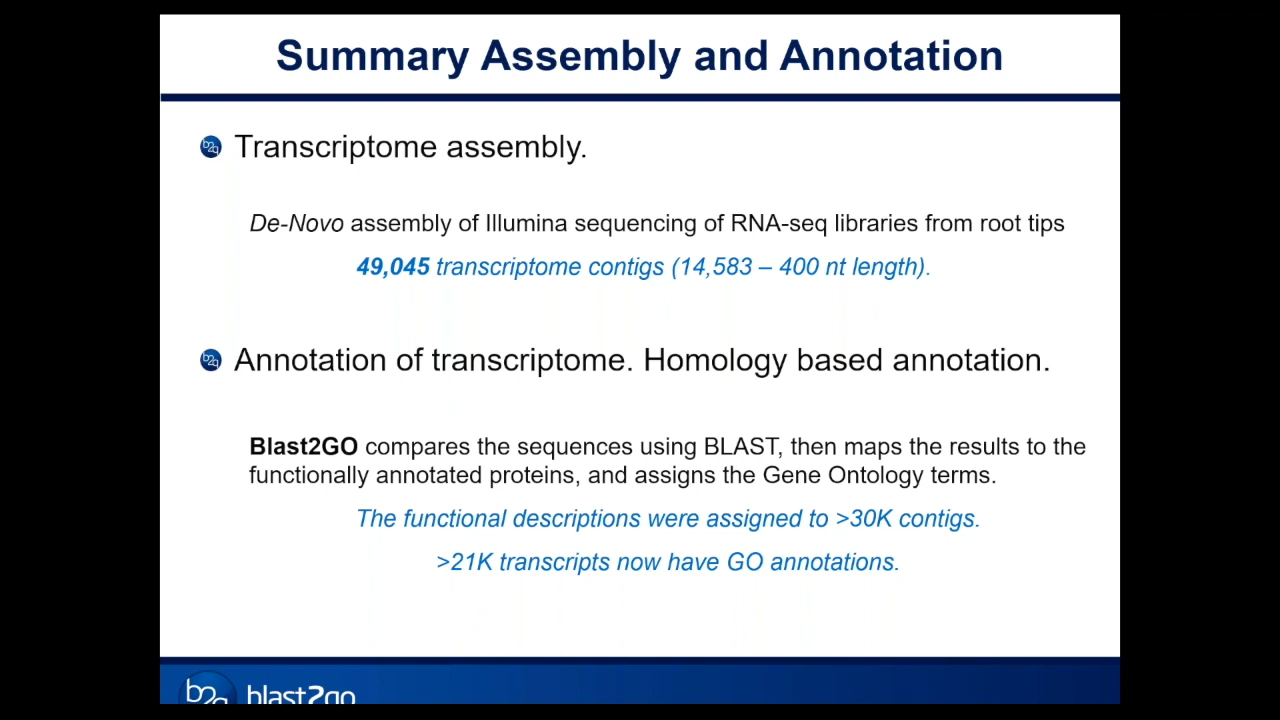 Summary Assembly and Annotation
Transcriptome assembly.
De-Novo assembly of Illumina sequencing of RNA-seq libraries from root tips
49,045 transcriptome contigs (14,583 – 400 nt length).
Annotation of transcriptome. Homology based annotation.
Blast2GO compares the sequences using BLAST, then maps the results to the
functionally annotated proteins, and assigns the Gene Ontology terms.
The functional descriptions were assigned to >30K contigs.
>21K transcripts now have GO annotations.
b2g blast2go